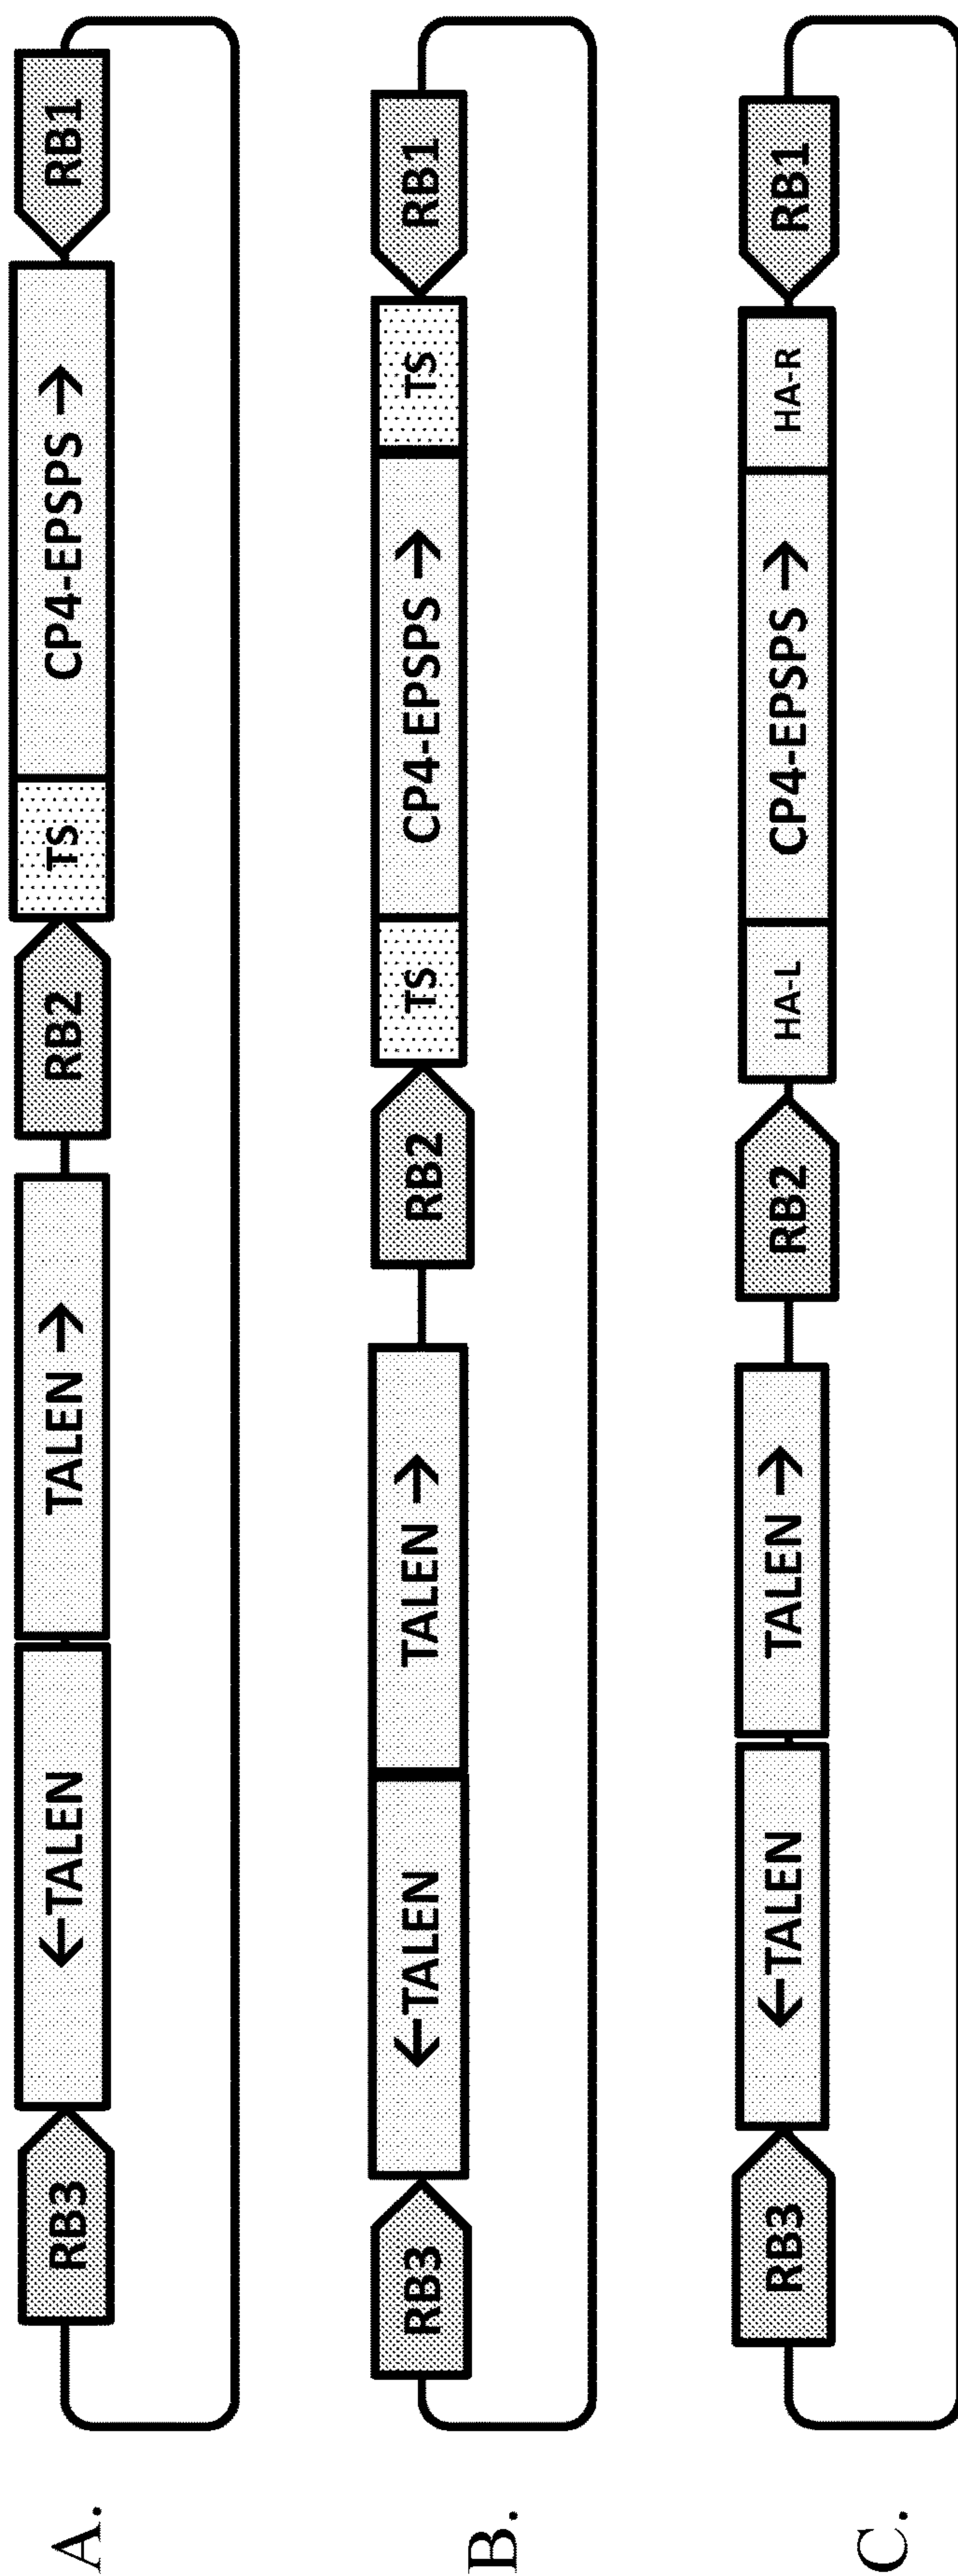 A.
RB3 ←TALEN TALEN → RB2 TS CP4-EPSPS → RB1
B.
RB3 ←TALEN TALEN → RB2 TS CP4-EPSPS → TS RB1
C.
RB3 ←TALEN TALEN → RB2 HA-L CP4-EPSPS → HA-R RB1